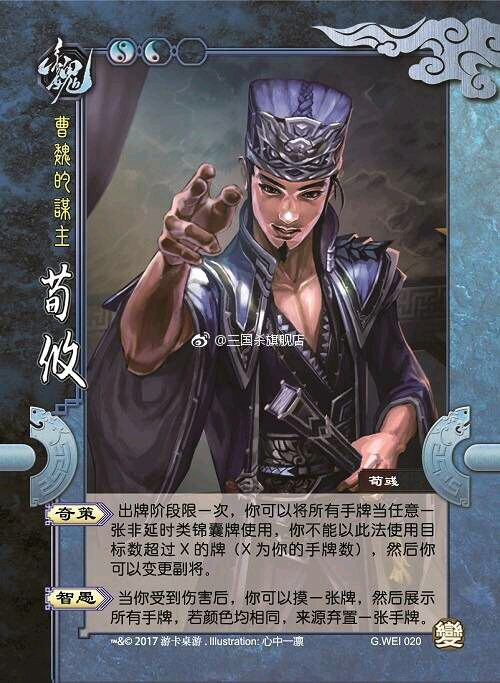 魏
曹魏的謀主
荀攸
@三国杀旗舰店
荀彧
奇策
出牌阶段限一次，你可以将所有手牌当任意一
张非延时类锦囊牌使用，你不能以此法使用目
标数超过 X 的牌（X 为你的手牌数），然后你
可以变更副将。
智愚
当你受到伤害后，你可以摸一张牌，然后展示
所有手牌，若颜色均相同，来源弃置一张手牌。
™&© 2017 游卡桌游 . Illustration: 心中一凛
G.WEI 020
變